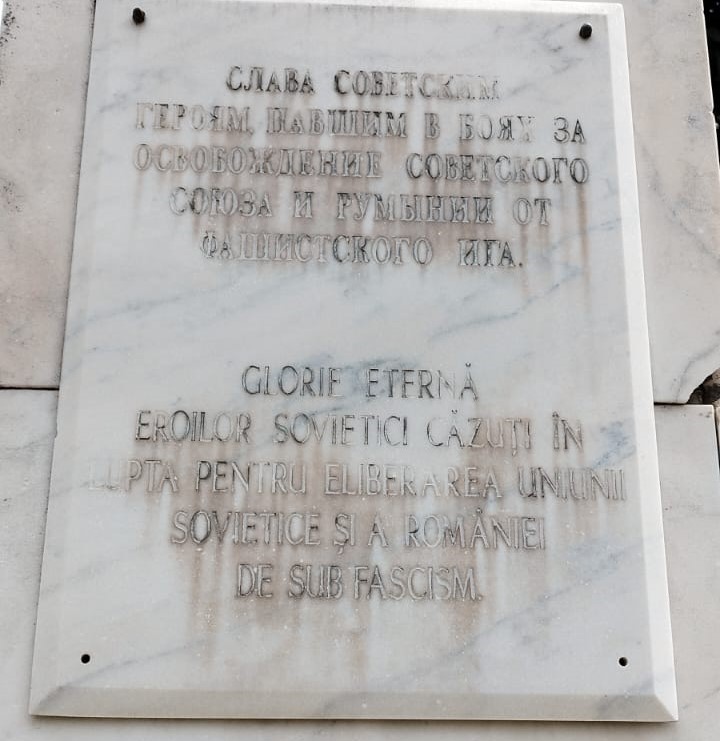 СЛАВА СОВЕТСКИМ
ГЕРОЯМ, ПАВШИМ В БОЯХ ЗА
ОСВОБОЖДЕНИЕ СОВЕТСКОГО
СОЮЗА И РУМЫНИИ ОТ
ФАШИСТСКОГО ИГА.
GLORIE ETERNĂ
EROILOR SOVIETICI CĂZUȚI ÎN
LUPTA PENTRU ELIBERAREA UNIUNII
SOVIETICE ȘI A ROMÂNIEI
DE SUB FASCISM.